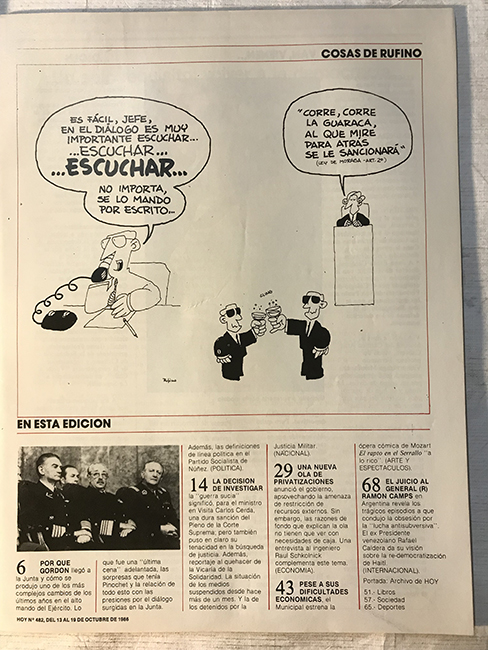 COSAS DE RUFINO
ES FÁCIL, JEFE,
EN EL DIÁLOGO ES MUY
IMPORTANTE ESCUCHAR...
...ESCUCHAR...
...ESCUCHAR...
NO IMPORTA,
SE LO MANDO
POR ESCRITO...
"CORRE, CORRE
LA GUARACA,
AL QUE MIRE
PARA ATRÁS
SE LE SANCIONARÁ"
(LEY DE MORAGA - ART. 2º)
CLINC
Rufino
EN ESTA EDICION
6 POR QUE
GORDON llegó a
la Junta y cómo se
produjo uno de los más
complejos cambios de los
últimos años en el alto
mando del Ejército. Lo
que fue una "última
cena" adelantada, las
sorpresas que tenía
Pinochet y la relación de
todo esto con las
presiones por el diálogo
surgidas en la Junta.
Además, las definiciones
de línea política en el
Partido Socialista de
Núñez. (POLITICA).
14 LA DECISION
DE INVESTIGAR
la "guerra sucia"
significó, para el ministro
en Visita Carlos Cerda,
una dura sanción del
Pleno de la Corte
Suprema, pero también
puso en claro su
tenacidad en la búsqueda
de justicia. Además,
reportaje al quehacer de
la Vicaría de la
Solidaridad. La situación
de los medios
suspendidos desde hace
más de un mes. Y la de
los detenidos por la
Justicia Militar.
(NACIONAL).
29 UNA NUEVA
OLA DE
PRIVATIZACIONES
anunció el gobierno,
aprovechando la amenaza
de restricción de
recursos externos. Sin
embargo, las razones de
fondo que explican la ola
no tienen que ver con
necesidades de caja. Una
entrevista al ingeniero
Raúl Schkolnick
complementa este tema.
(ECONOMIA).
43 PESE A SUS
DIFICULTADES
ECONOMICAS, el
Municipal estrena la
ópera cómica de Mozart
El rapto en el Serrallo "a
lo rico". (ARTE Y
ESPECTACULOS).
68 EL JUICIO AL
GENERAL (R)
RAMON CAMPS en
Argentina revela los
trágicos episodios a que
condujo la obsesión por
la "lucha antisubversiva".
El ex Presidente
venezolano Rafael
Caldera da su visión
sobre la re-democratización
de Haití.
(INTERNACIONAL).
Portada: Archivo de HOY
51.- Libros
57.- Sociedad
65.- Deportes
HOY Nº 482, DEL 13 AL 19 DE OCTUBRE DE 1986